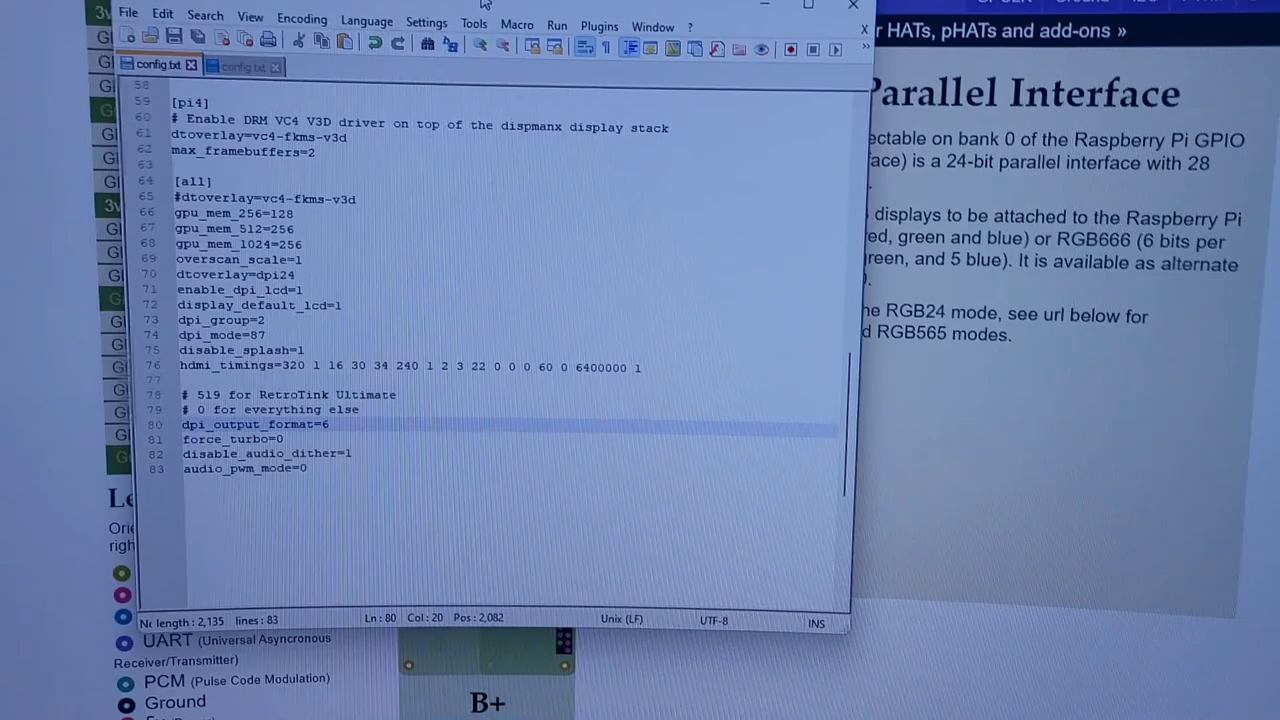 File Edit Search View Encoding Language Settings Tools Macro Run Plugins Window ? X
config.txt config.txt
58
59 [pi4]
60 # Enable DRM VC4 V3D driver on top of the dispmanx display stack
61 dtoverlay=vc4-fkms-v3d
62 max_framebuffers=2
63
64 [all]
65 #dtoverlay=vc4-fkms-v3d
66 gpu_mem_256=128
67 gpu_mem_512=256
68 gpu_mem_1024=256
69 overscan_scale=1
70 dtoverlay=dpi24
71 enable_dpi_lcd=1
72 display_default_lcd=1
73 dpi_group=2
74 dpi_mode=87
75 disable_splash=1
76 hdmi_timings=320 1 16 30 34 240 1 2 3 22 0 0 0 60 0 6400000 1
77
78 # 519 for RetroTink Ultimate
79 # 0 for everything else
80 dpi_output_format=6
81 force_turbo=0
82 disable_audio_dither=1
83 audio_pwm_mode=0
length: 2,135 lines: 83 Ln: 80 Col: 20 Pos: 2,082 Unix (LF) UTF-8 INS
r HATs, pHATs and add-ons »
Parallel Interface
ectable on bank 0 of the Raspberry Pi GPIO
face) is a 24-bit parallel interface with 28
displays to be attached to the Raspberry Pi
ed, green and blue) or RGB666 (6 bits per
reen, and 5 blue). It is available as alternate
he RGB24 mode, see url below for
d RGB565 modes.
Le
Orie
right
UART (Universal Asyncronous
Receiver/Transmitter)
PCM (Pulse Code Modulation)
Ground
B+